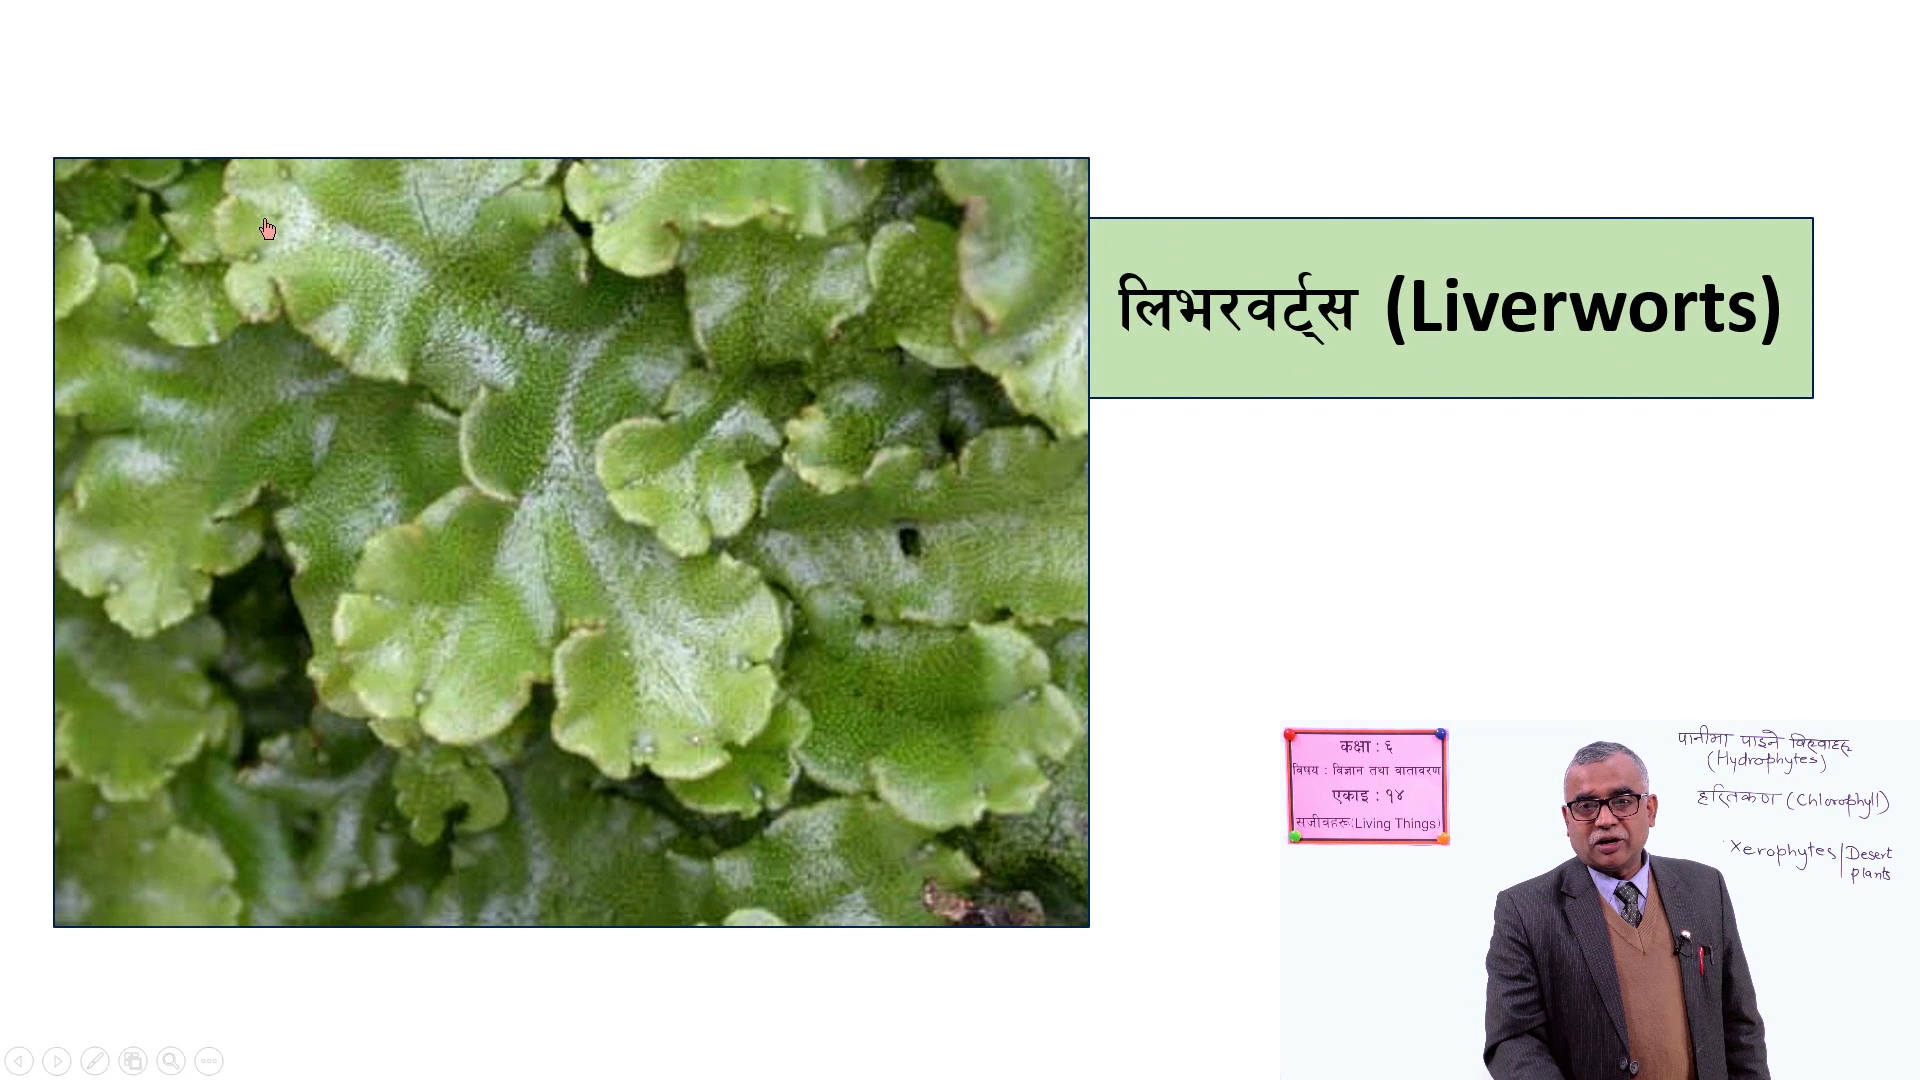 लिभरवर्ट्स (Liverworts)
कक्षा : ६
विषय : विज्ञान तथा वातावरण
एकाइ : १४
सजीवहरू(Living Things)
पानीमा पाइने विरुवाहरू
(Hydrophytes)
हरितकण (Chlorophyll)
Xerophytes/Desert
plants